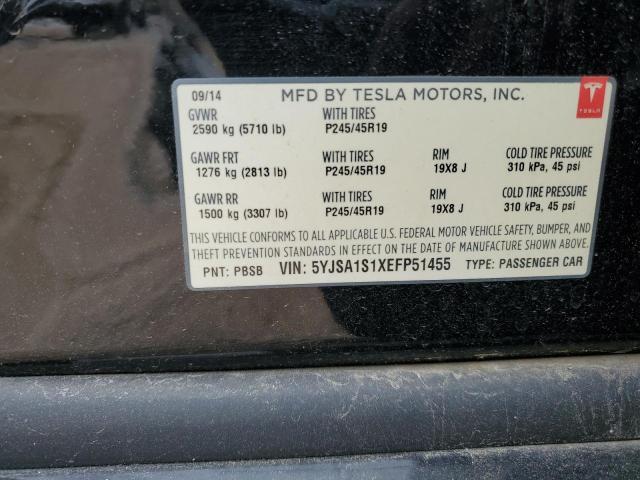 09/14 MFD BY TESLA MOTORS, INC.
GVWR WITH TIRES
2590 kg (5710 lb) P245/45R19
GAWR FRT WITH TIRES RIM COLD TIRE PRESSURE
1276 kg (2813 lb) P245/45R19 19X8 J 310 kPa, 45 psi
GAWR RR WITH TIRES RIM COLD TIRE PRESSURE
1500 kg (3307 lb) P245/45R19 19X8 J 310 kPa, 45 psi
THIS VEHICLE CONFORMS TO ALL APPLICABLE U.S. FEDERAL MOTOR VEHICLE SAFETY, BUMPER, AND
THEFT PREVENTION STANDARDS IN EFFECT ON THE DATE OF MANUFACTURE SHOWN ABOVE.
PNT: PBSB VIN: 5YJSA1S1XEFP51455 TYPE: PASSENGER CAR
TESLA